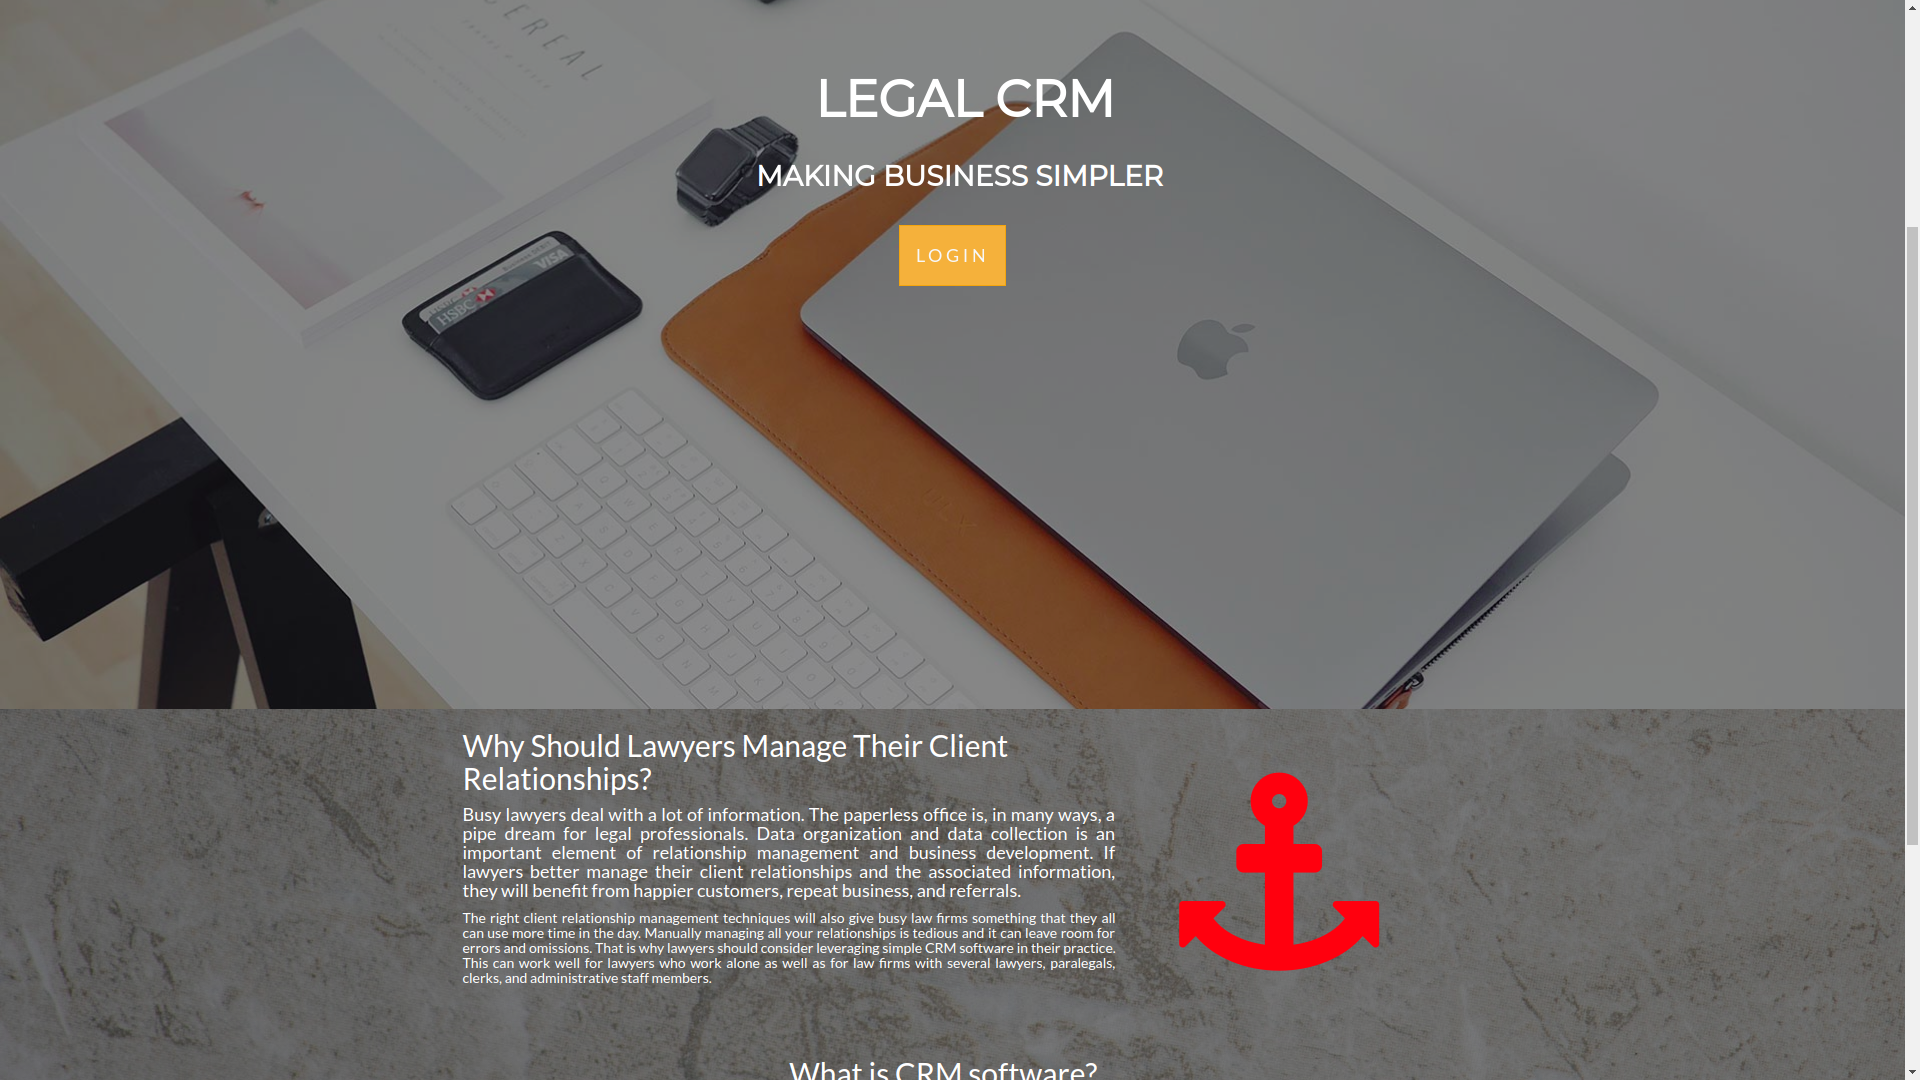 GEREAL
LEGAL CRM
MAKING BUSINESS SIMPLER
VISA
HSBC
LOGIN
Why Should Lawyers Manage Their Client
Relationships?
Busy lawyers deal with a lot of information. The paperless office is, in many ways, a
pipe dream for legal professionals. Data organization and data collection is an
important element of relationship management and business development. If
lawyers better manage their client relationships and the associated information,
they will benefit from happier customers, repeat business, and referrals.
The right client relationship management techniques will also give busy law firms something that they all
can use more time in the day. Manually managing all your relationships is tedious and it can leave room for
errors and omissions. That is why lawyers should consider leveraging simple CRM software in their practice.
This can work well for lawyers who work alone as well as for law firms with several lawyers, paralegals,
clerks, and administrative staff members.
What is CRM software?